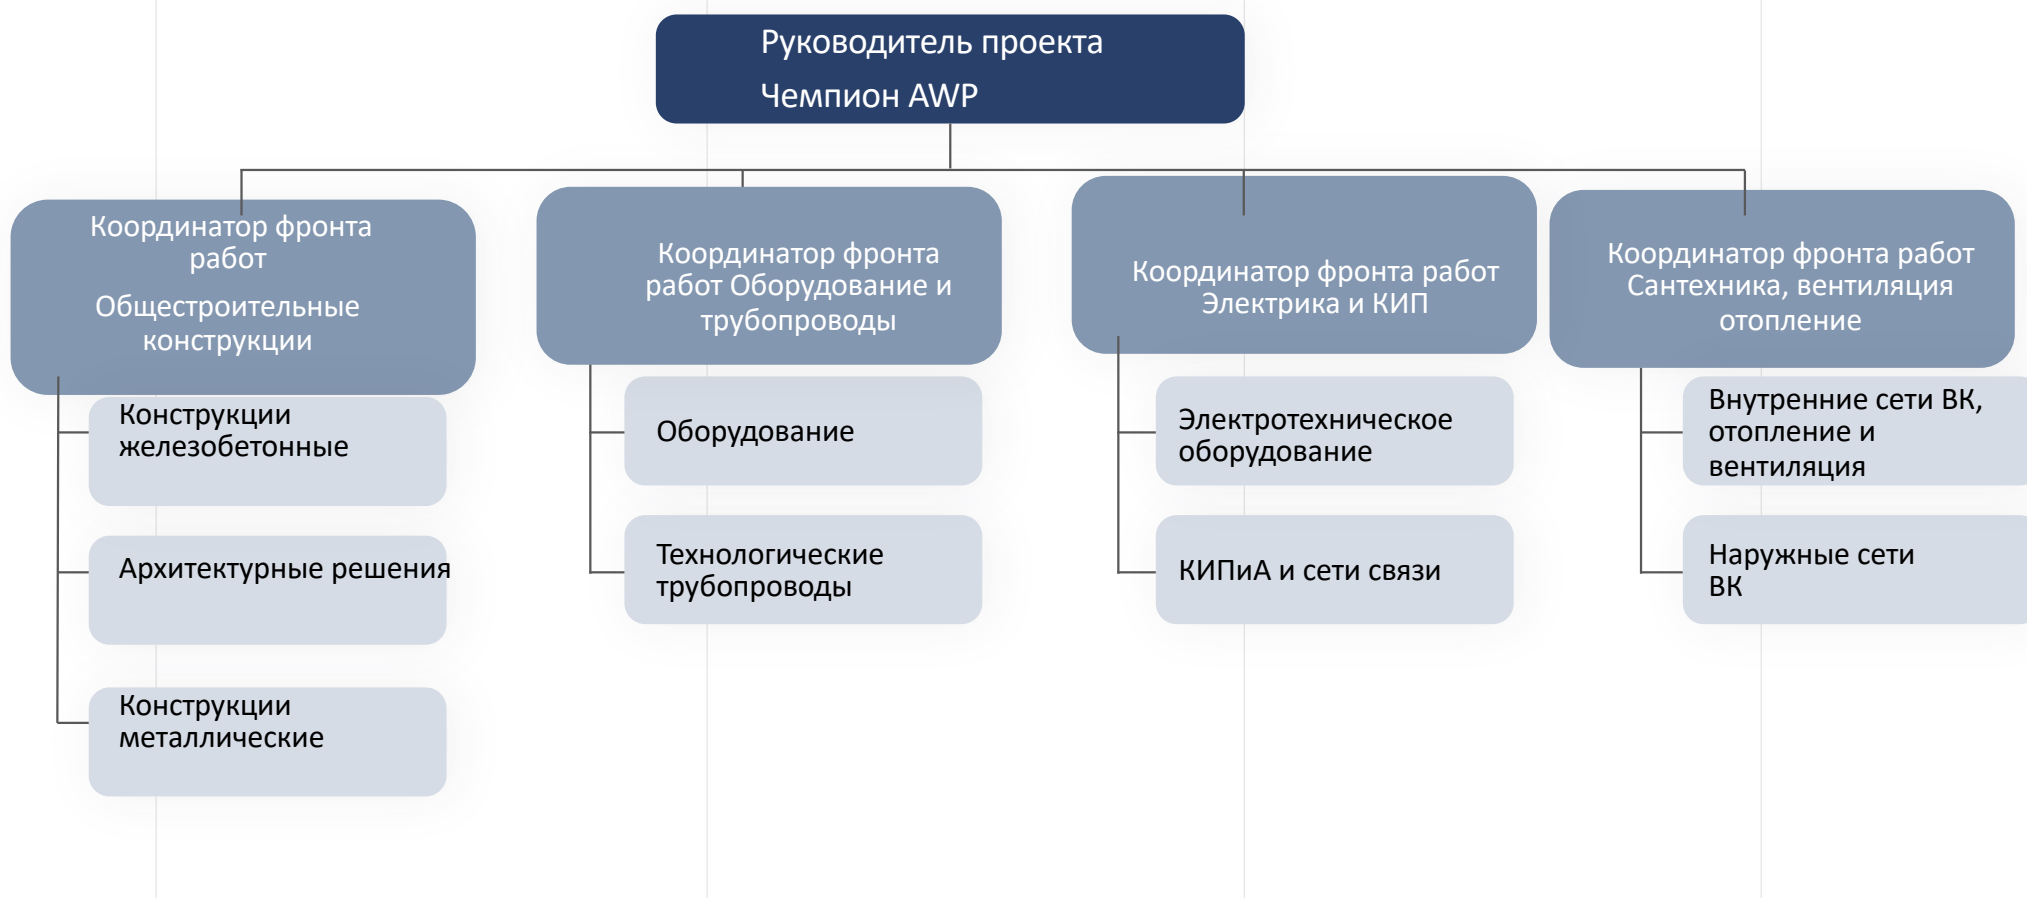 Руководитель проекта
Чемпион AWP
Координатор фронта
работ
Общестроительные
конструкции
Координатор фронта
работ Оборудование и
трубопроводы
Координатор фронта работ
Электрика и КИП
Координатор фронта работ
Сантехника, вентиляция
отопление
Конструкции
железобетонные
Архитектурные решения
Конструкции
металлические
Оборудование
Технологические
трубопроводы
Электротехническое
оборудование
КИПиА и сети связи
Внутренние сети ВК,
отопление и
вентиляция
Наружные сети
ВК